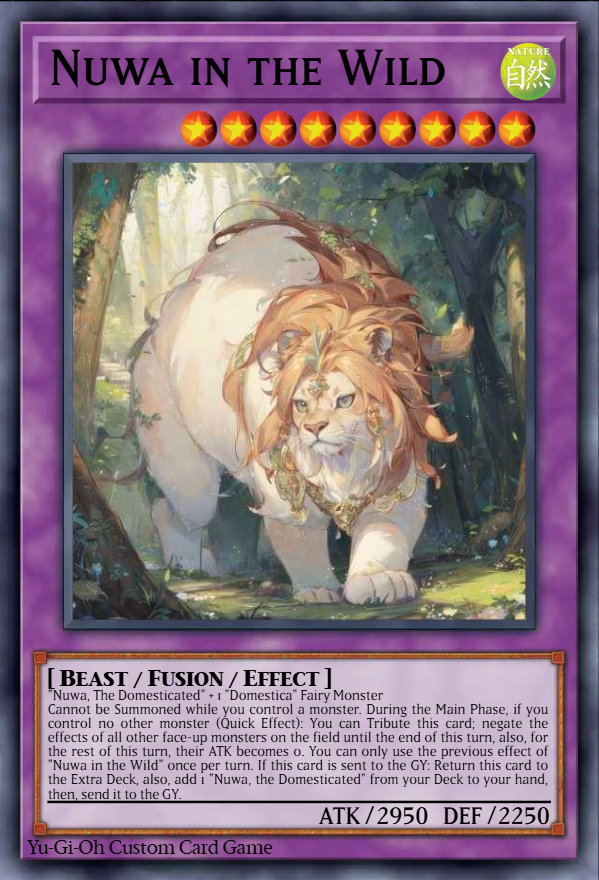 Nuwa in the Wild
NATURE
自然
[ Beast / Fusion / Effect ]
"Nuwa, The Domesticated" + 1 "Domestica" Fairy Monster
Cannot be Summoned while you control a monster. During the Main Phase, if you
control no other monster (Quick Effect): You can Tribute this card; negate the
effects of all other face-up monsters on the field until the end of this turn, also, for
the rest of this turn, their ATK becomes 0. You can only use the previous effect of
"Nuwa in the Wild" once per turn. If this card is sent to the GY: Return this card to
the Extra Deck, also, add 1 "Nuwa, the Domesticated" from your Deck to your hand,
then, send it to the GY.
ATK/2950 DEF/2250
Yu-Gi-Oh Custom Card Game